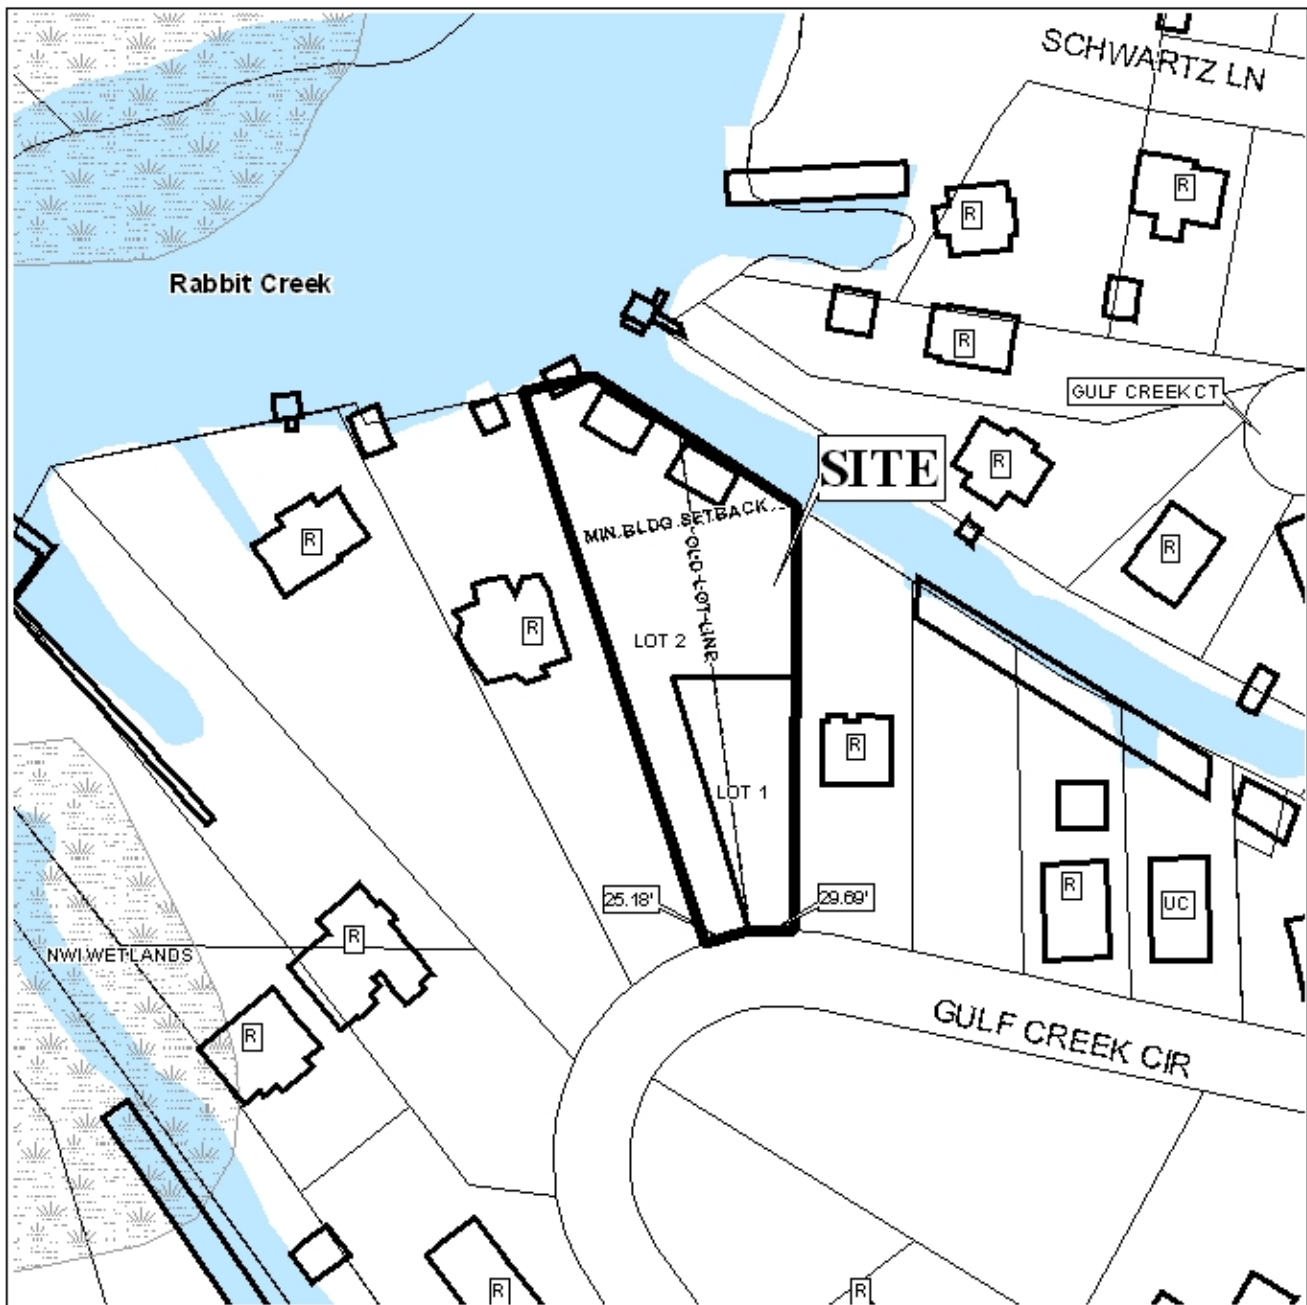 SCHWARTZ LN
R
R
Rabbit Creek
R
GULF CREEK CT
SITE
R
MIN. BLDG. SETBACK
R
R
OLD LOT LINE
R
LOT 2
R
LOT 1
R
UC
25.18'
29.69'
R
NWI WETLANDS
R
GULF CREEK CIR
R
R